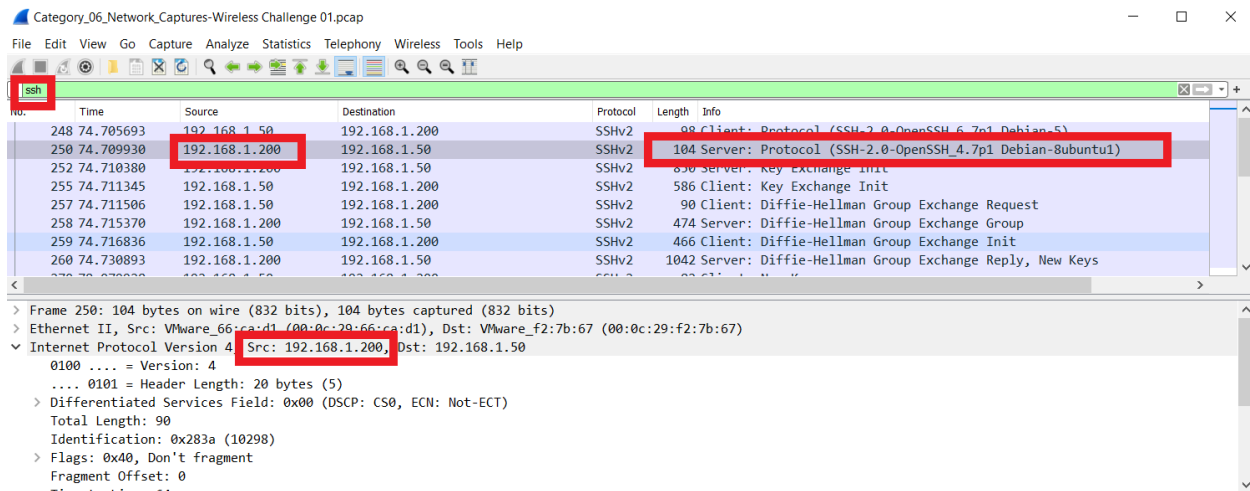 Category_06_Network_Captures-Wireless Challenge 01.pcap
File Edit View Go Capture Analyze Statistics Telephony Wireless Tools Help
ssh
No. Time Source Destination Protocol Length Info
248 74.705693 192.168.1.50 192.168.1.200 SSHv2 98 Client: Protocol (SSH-2.0-OpenSSH_6.7p1 Debian-5)
250 74.709930 192.168.1.200 192.168.1.50 SSHv2 104 Server: Protocol (SSH-2.0-OpenSSH_4.7p1 Debian-8ubuntu1)
252 74.710380 192.168.1.200 192.168.1.50 SSHv2 850 Server: Key Exchange Init
255 74.711345 192.168.1.50 192.168.1.200 SSHv2 586 Client: Key Exchange Init
257 74.711506 192.168.1.50 192.168.1.200 SSHv2 90 Client: Diffie-Hellman Group Exchange Request
258 74.715370 192.168.1.200 192.168.1.50 SSHv2 474 Server: Diffie-Hellman Group Exchange Group
259 74.716836 192.168.1.50 192.168.1.200 SSHv2 466 Client: Diffie-Hellman Group Exchange Init
260 74.730893 192.168.1.200 192.168.1.50 SSHv2 1042 Server: Diffie-Hellman Group Exchange Reply, New Keys
Frame 250: 104 bytes on wire (832 bits), 104 bytes captured (832 bits)
Ethernet II, Src: VMware_66:ca:d1 (00:0c:29:66:ca:d1), Dst: VMware_f2:7b:67 (00:0c:29:f2:7b:67)
Internet Protocol Version 4, Src: 192.168.1.200, Dst: 192.168.1.50
0100 .... = Version: 4
.... 0101 = Header Length: 20 bytes (5)
Differentiated Services Field: 0x00 (DSCP: CS0, ECN: Not-ECT)
Total Length: 90
Identification: 0x283a (10298)
Flags: 0x40, Don't fragment
Fragment Offset: 0